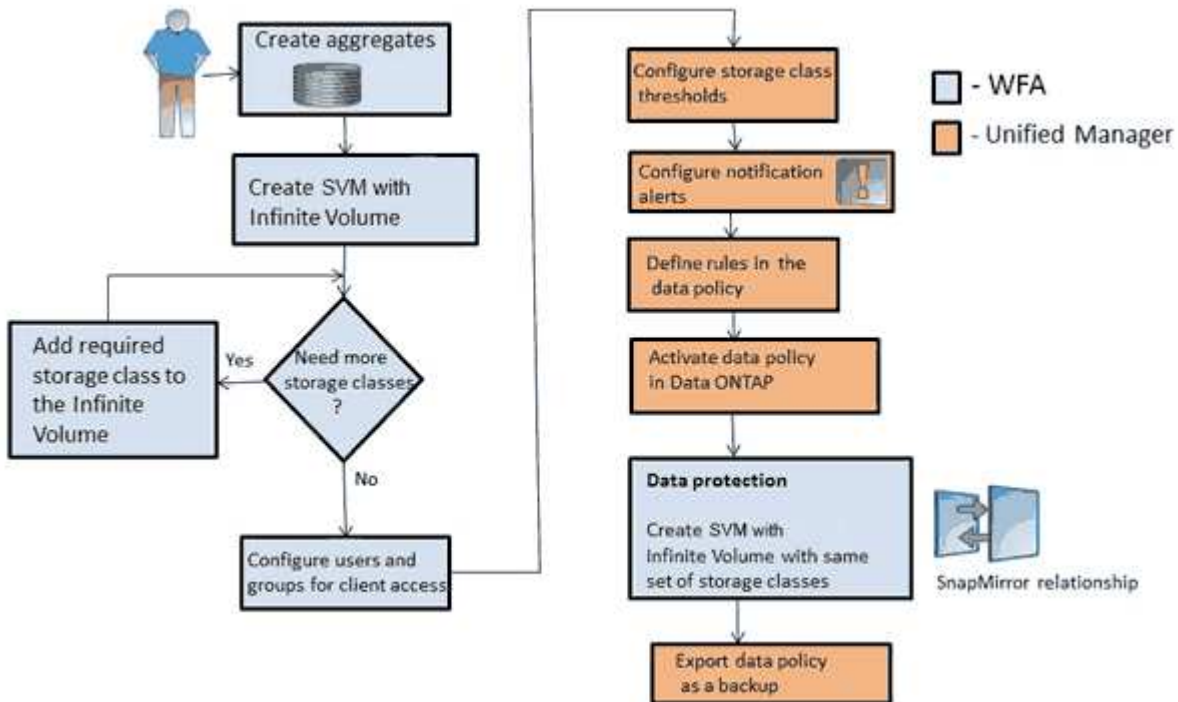 Create aggregates
Create SVM with
Infinite Volume
Need more
storage classes
?
Yes
Add required
storage class to
the Infinite
Volume
No
Configure users and
groups for client access
Configure storage class
thresholds
Configure notification
alerts
Define rules in the
data policy
Activate data policy
in Data ONTAP
Data protection
Create SVM with
Infinite Volume with same
set of storage classes
SnapMirror relationship
Export data policy
as a backup
- WFA
- Unified Manager